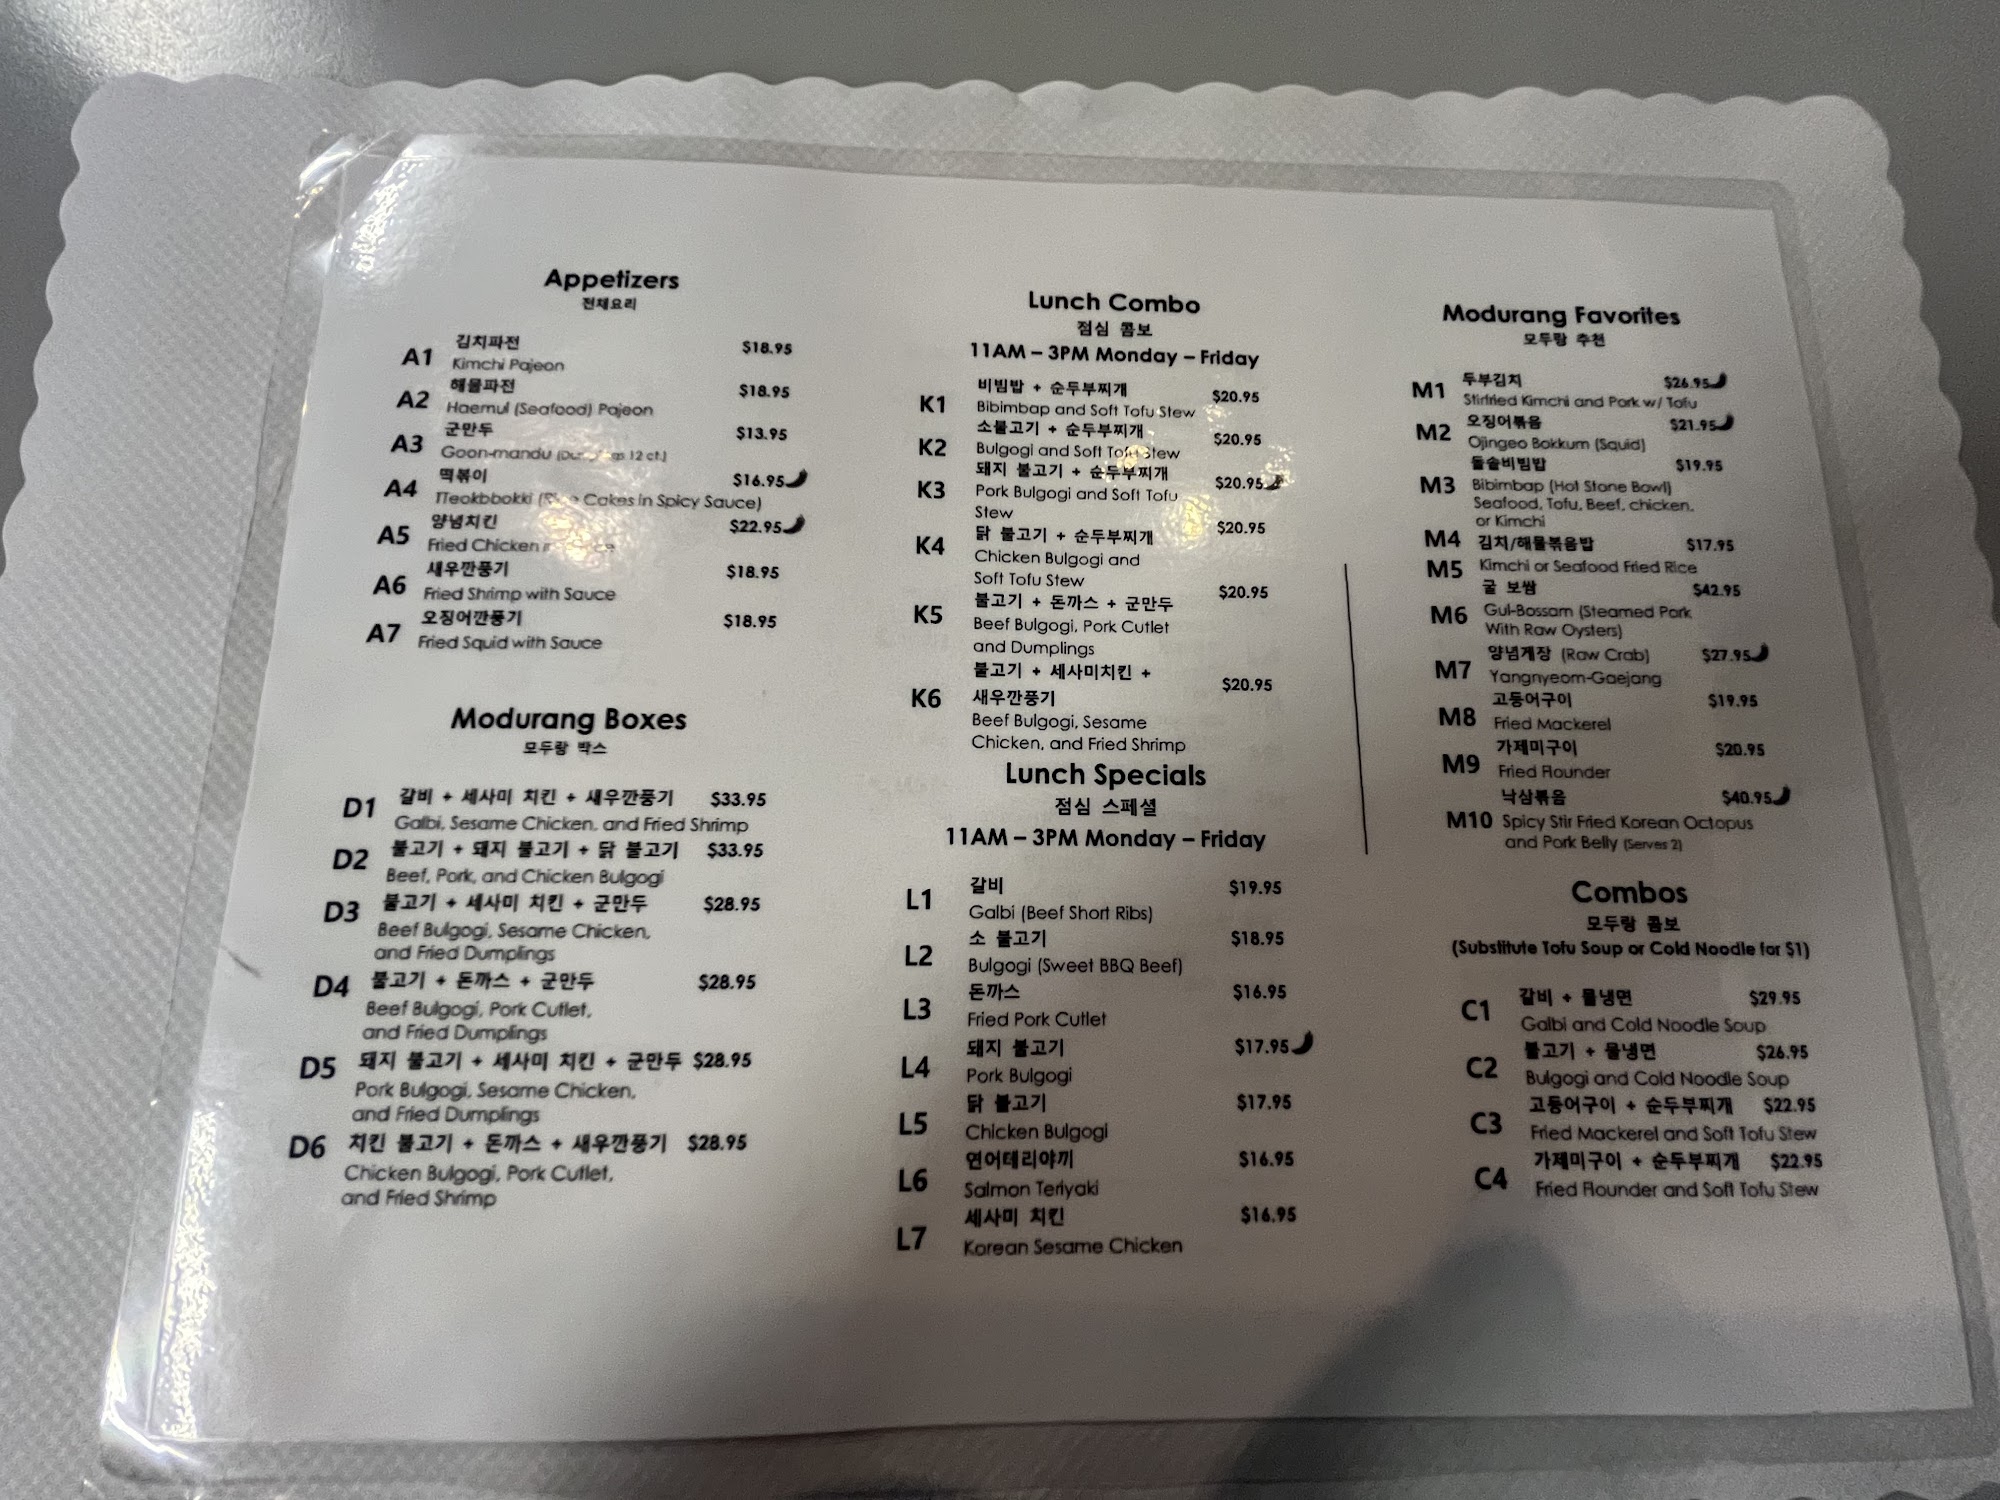 Appetizers
전채요리
A1 김치파전 $18.95
Kimchi Pajeon
A2 해물파전 $18.95
Haemul (Seafood) Pajeon
A3 군만두 $13.95
Goon-mandu 12 ct.)
A4 떡볶이 $16.95
TTeokbbokki Cakes in Spicy Sauce)
A5 양념치킨 $22.95
Fried Chicken
A6 새우깐풍기 $18.95
Fried Shrimp with Sauce
A7 오징어깐풍기 $18.95
Fried Squid with Sauce
Modurang Boxes
모두랑 박스
D1 갈비 + 세사미 치킨 + 새우깐풍기 $33.95
Galbi, Sesame Chicken, and Fried Shrimp
D2 불고기 + 돼지 불고기 + 닭 불고기 $33.95
Beef, Pork, and Chicken Bulgogi
D3 불고기 + 세사미 치킨 + 군만두 $28.95
Beef Bulgogi, Sesame Chicken,
and Fried Dumplings
D4 불고기 + 돈까스 + 군만두 $28.95
Beef Bulgogi, Pork Cutlet,
and Fried Dumplings
D5 돼지 불고기 + 세사미 치킨 + 군만두 $28.95
Pork Bulgogi, Sesame Chicken,
and Fried Dumplings
D6 치킨 불고기 + 돈까스 + 새우깐풍기 $28.95
Chicken Bulgogi, Pork Cutlet,
and Fried Shrimp
Lunch Combo
점심 콤보
11AM – 3PM Monday – Friday
K1 비빔밥 + 순두부찌개 $20.95
Bibimbap and Soft Tofu Stew
K2 소불고기 + 순두부찌개 $20.95
Bulgogi and Soft Tofu Stew
K3 돼지 불고기 + 순두부찌개 $20.95
Pork Bulgogi and Soft Tofu
Stew
K4 닭 불고기 + 순두부찌개 $20.95
Chicken Bulgogi and
Soft Tofu Stew
K5 불고기 + 돈까스 + 군만두 $20.95
Beef Bulgogi, Pork Cutlet
and Dumplings
불고기 + 세사미치킨 +
K6 새우깐풍기 $20.95
Beef Bulgogi, Sesame
Chicken, and Fried Shrimp
Lunch Specials
점심 스페셜
11AM – 3PM Monday – Friday
L1 갈비 $19.95
Galbi (Beef Short Ribs)
L2 소 불고기 $18.95
Bulgogi (Sweet BBQ Beef)
L3 돈까스 $16.95
Fried Pork Cutlet
L4 돼지 불고기 $17.95
Pork Bulgogi
L5 닭 불고기 $17.95
Chicken Bulgogi
L6 연어테리야끼 $16.95
Salmon Teriyaki
L7 세사미 치킨 $16.95
Korean Sesame Chicken
Modurang Favorites
모두랑 추천
M1 두부김치 $26.95
Stirfried Kimchi and Pork w/ Tofu
M2 오징어볶음 $21.95
Ojingeo Bokkum (Squid)
M3 돌솥비빔밥 $19.95
Bibimbap (Hot Stone Bowl)
Seafood, Tofu, Beef, chicken,
or Kimchi
M4 김치/해물볶음밥 $17.95
M5 Kimchi or Seafood Fried Rice
굴 보쌈 $42.95
M6 Gul-Bossam (Steamed Pork
With Raw Oysters)
M7 양념게장 (Raw Crab) $27.95
Yangnyeom-Gaejang
M8 고등어구이 $19.95
Fried Mackerel
M9 가제미구이 $20.95
Fried Flounder
낙삼볶음 $40.95
M10 Spicy Stir Fried Korean Octopus
and Pork Belly (Serves 2)
Combos
모두랑 콤보
(Substitute Tofu Soup or Cold Noodle for $1)
C1 갈비 + 물냉면 $29.95
Galbi and Cold Noodle Soup
C2 불고기 + 물냉면 $26.95
Bulgogi and Cold Noodle Soup
C3 고등어구이 + 순두부찌개 $22.95
Fried Mackerel and Soft Tofu Stew
C4 가제미구이 + 순두부찌개 $22.95
Fried Flounder and Soft Tofu Stew